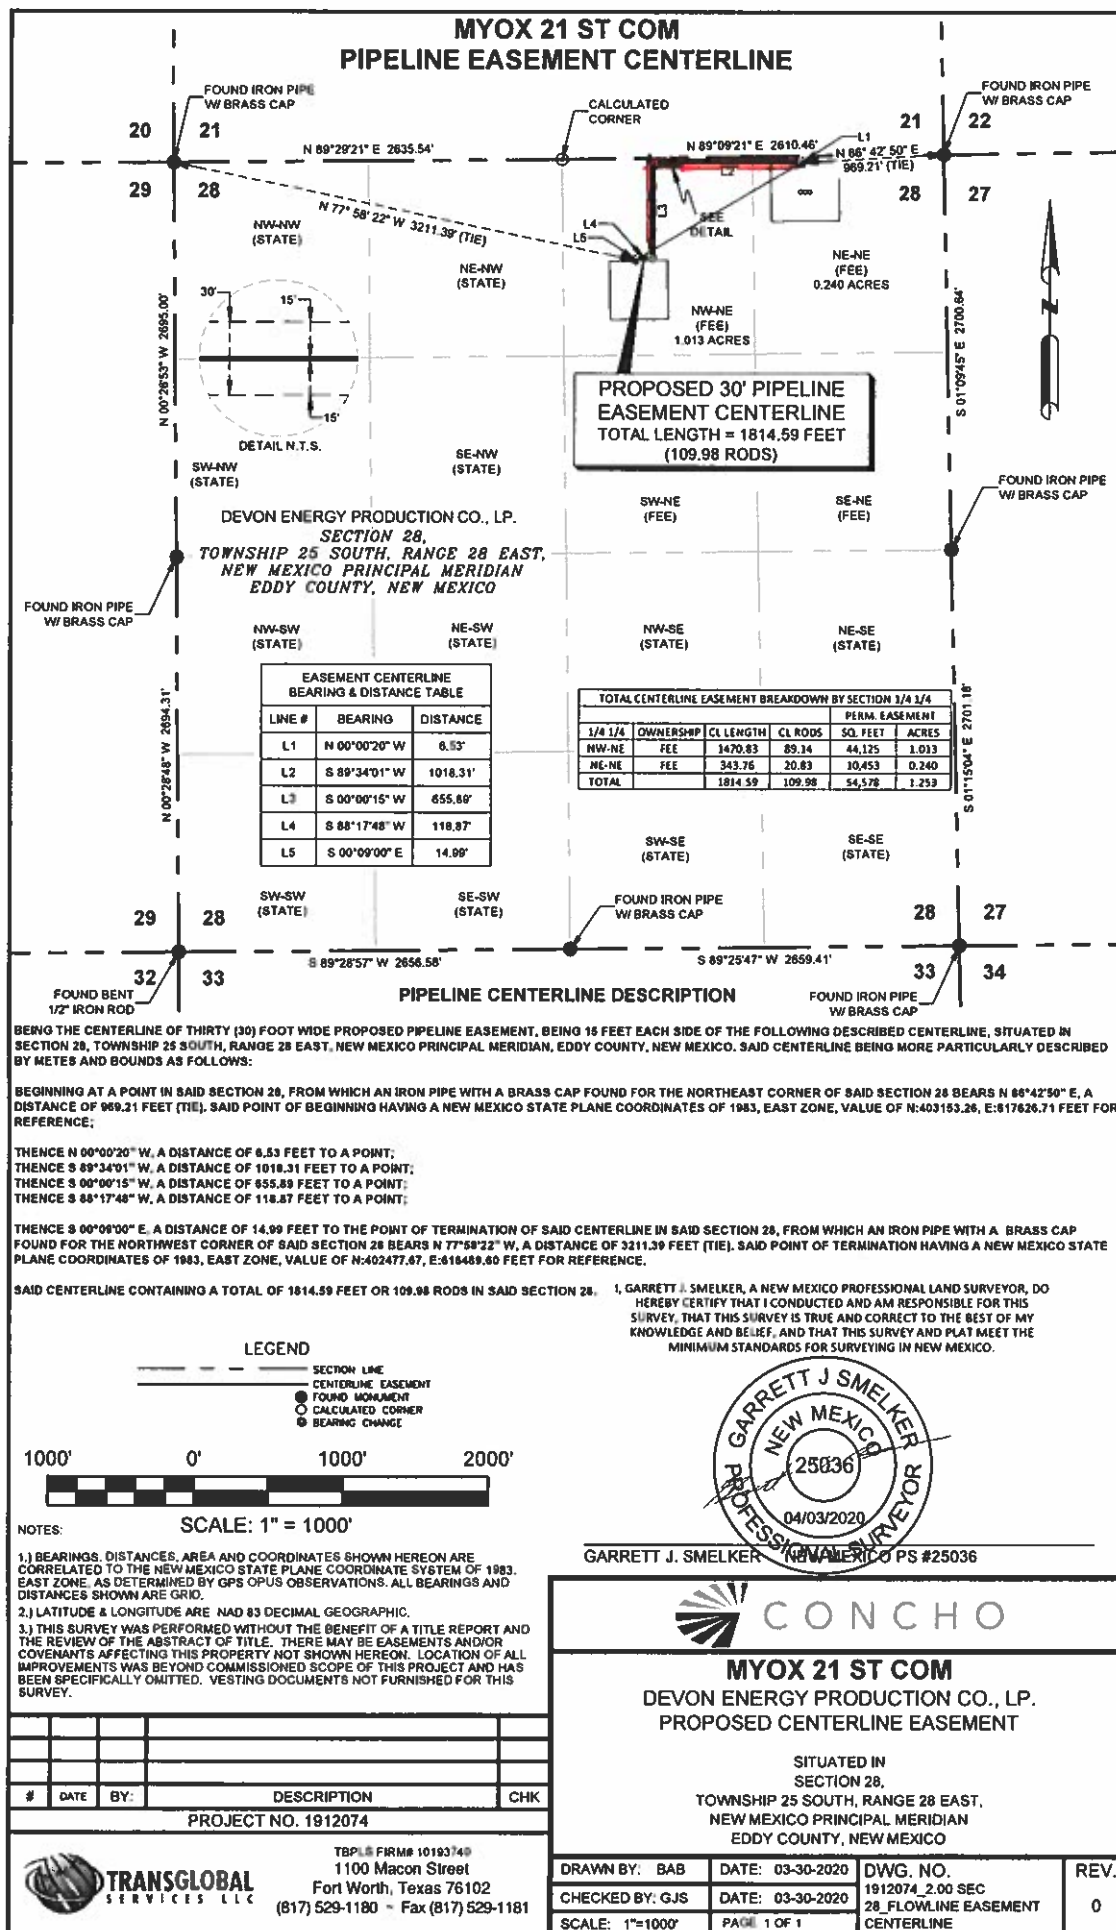 MYOX 21 ST COM
PIPELINE EASEMENT CENTERLINE
FOUND IRON PIPE
W/ BRASS CAP
CALCULATED
CORNER
FOUND IRON PIPE
W/ BRASS CAP
20 21
29 28
21 22
28 27
N 89°29'21" E 2635.54'
N 89°09'21" E 2610.46'
L1
N 86° 42' 50" E
969.21' (TIE)
L2
L3
L4
L5
SEE
DETAIL
N 77° 58' 22" W 3211.39' (TIE)
NW-NW
(STATE)
NE-NW
(STATE)
NE-NE
(FEE)
0.240 ACRES
NW-NE
(FEE)
1.013 ACRES
N
30'
15'
15'
DETAIL N.T.S.
N 00°26'53" W 2695.00'
S 01°09'45" E 2700.64'
PROPOSED 30' PIPELINE
EASEMENT CENTERLINE
TOTAL LENGTH = 1814.59 FEET
(109.98 RODS)
SW-NW
(STATE)
SE-NW
(STATE)
SW-NE
(FEE)
SE-NE
(FEE)
FOUND IRON PIPE
W/ BRASS CAP
DEVON ENERGY PRODUCTION CO., LP.
SECTION 28,
TOWNSHIP 25 SOUTH, RANGE 28 EAST,
NEW MEXICO PRINCIPAL MERIDIAN
EDDY COUNTY, NEW MEXICO
FOUND IRON PIPE
W/ BRASS CAP
NW-SW
(STATE)
NE-SW
(STATE)
NW-SE
(STATE)
NE-SE
(STATE)
N 00°28'48" W 2694.31'
S 01°15'04" E 2701.18'
EASEMENT CENTERLINE
BEARING & DISTANCE TABLE
LINE # BEARING DISTANCE
L1 N 00°00'20" W 6.53'
L2 S 89°34'01" W 1018.31'
L3 S 00°00'15" W 655.89'
L4 S 88°17'48" W 118.87'
L5 S 00°09'00" E 14.99'
TOTAL CENTERLINE EASEMENT BREAKDOWN BY SECTION 1/4 1/4
PERM. EASEMENT
1/4 1/4 OWNERSHIP CL LENGTH CL RODS SQ. FEET ACRES
NW-NE FEE 1470.83 89.14 44,125 1.013
NE-NE FEE 343.76 20.83 10,453 0.240
TOTAL 1814.59 109.98 54,578 1.253
SW-SE
(STATE)
SE-SE
(STATE)
SW-SW
(STATE)
SE-SW
(STATE)
FOUND IRON PIPE
W/ BRASS CAP
29 28
32 33
28 27
33 34
S 89°28'57" W 2656.58'
S 89°25'47" W 2659.41'
FOUND BENT
1/2" IRON ROD
FOUND IRON PIPE
W/ BRASS CAP
PIPELINE CENTERLINE DESCRIPTION
BEING THE CENTERLINE OF THIRTY (30) FOOT WIDE PROPOSED PIPELINE EASEMENT, BEING 15 FEET EACH SIDE OF THE FOLLOWING DESCRIBED CENTERLINE, SITUATED IN
SECTION 28, TOWNSHIP 25 SOUTH, RANGE 28 EAST, NEW MEXICO PRINCIPAL MERIDIAN, EDDY COUNTY, NEW MEXICO. SAID CENTERLINE BEING MORE PARTICULARLY DESCRIBED
BY METES AND BOUNDS AS FOLLOWS:
BEGINNING AT A POINT IN SAID SECTION 28, FROM WHICH AN IRON PIPE WITH A BRASS CAP FOUND FOR THE NORTHEAST CORNER OF SAID SECTION 28 BEARS N 86°42'50" E, A
DISTANCE OF 969.21 FEET (TIE). SAID POINT OF BEGINNING HAVING A NEW MEXICO STATE PLANE COORDINATES OF 1983, EAST ZONE, VALUE OF N:403153.26, E:617626.71 FEET FOR
REFERENCE;
THENCE N 00°00'20" W, A DISTANCE OF 6.53 FEET TO A POINT;
THENCE S 89°34'01" W, A DISTANCE OF 1018.31 FEET TO A POINT;
THENCE S 00°00'15" W, A DISTANCE OF 655.89 FEET TO A POINT;
THENCE S 88°17'48" W, A DISTANCE OF 118.87 FEET TO A POINT;
THENCE S 00°09'00" E, A DISTANCE OF 14.99 FEET TO THE POINT OF TERMINATION OF SAID CENTERLINE IN SAID SECTION 28, FROM WHICH AN IRON PIPE WITH A BRASS CAP
FOUND FOR THE NORTHWEST CORNER OF SAID SECTION 28 BEARS N 77°58'22" W, A DISTANCE OF 3211.39 FEET (TIE). SAID POINT OF TERMINATION HAVING A NEW MEXICO STATE
PLANE COORDINATES OF 1983, EAST ZONE, VALUE OF N:402477.67, E:616489.60 FEET FOR REFERENCE.
SAID CENTERLINE CONTAINING A TOTAL OF 1814.59 FEET OR 109.98 RODS IN SAID SECTION 28.
I, GARRETT J. SMELKER, A NEW MEXICO PROFESSIONAL LAND SURVEYOR, DO
HEREBY CERTIFY THAT I CONDUCTED AND AM RESPONSIBLE FOR THIS
SURVEY, THAT THIS SURVEY IS TRUE AND CORRECT TO THE BEST OF MY
KNOWLEDGE AND BELIEF, AND THAT THIS SURVEY AND PLAT MEET THE
MINIMUM STANDARDS FOR SURVEYING IN NEW MEXICO.
LEGEND
SECTION LINE
CENTERLINE EASEMENT
FOUND MONUMENT
CALCULATED CORNER
BEARING CHANGE
1000' 0' 1000' 2000'
SCALE: 1" = 1000'
GARRETT J SMELKER
NEW MEXICO
25036
04/03/2020
PROFESSIONAL SURVEYOR
GARRETT J. SMELKER NEW MEXICO PS #25036
NOTES:
1.) BEARINGS, DISTANCES, AREA AND COORDINATES SHOWN HEREON ARE
CORRELATED TO THE NEW MEXICO STATE PLANE COORDINATE SYSTEM OF 1983,
EAST ZONE, AS DETERMINED BY GPS OPUS OBSERVATIONS. ALL BEARINGS AND
DISTANCES SHOWN ARE GRID.
2.) LATITUDE & LONGITUDE ARE NAD 83 DECIMAL GEOGRAPHIC.
3.) THIS SURVEY WAS PERFORMED WITHOUT THE BENEFIT OF A TITLE REPORT AND
THE REVIEW OF THE ABSTRACT OF TITLE. THERE MAY BE EASEMENTS AND/OR
COVENANTS AFFECTING THIS PROPERTY NOT SHOWN HEREON. LOCATION OF ALL
IMPROVEMENTS WAS BEYOND COMMISSIONED SCOPE OF THIS PROJECT AND HAS
BEEN SPECIFICALLY OMITTED. VESTING DOCUMENTS NOT FURNISHED FOR THIS
SURVEY.
CONCHO
MYOX 21 ST COM
DEVON ENERGY PRODUCTION CO., LP.
PROPOSED CENTERLINE EASEMENT
SITUATED IN
SECTION 28,
TOWNSHIP 25 SOUTH, RANGE 28 EAST,
NEW MEXICO PRINCIPAL MERIDIAN
EDDY COUNTY, NEW MEXICO
# DATE BY: DESCRIPTION CHK
PROJECT NO. 1912074
TRANSGLOBAL
SERVICES LLC
TBPLS FIRM# 10193740
1100 Macon Street
Fort Worth, Texas 76102
(817) 529-1180 ~ Fax (817) 529-1181
DRAWN BY: BAB DATE: 03-30-2020
CHECKED BY: GJS DATE: 03-30-2020
SCALE: 1"=1000' PAGE 1 OF 1
DWG. NO.
1912074_2.00 SEC
28_FLOWLINE EASEMENT
CENTERLINE
REV.
0